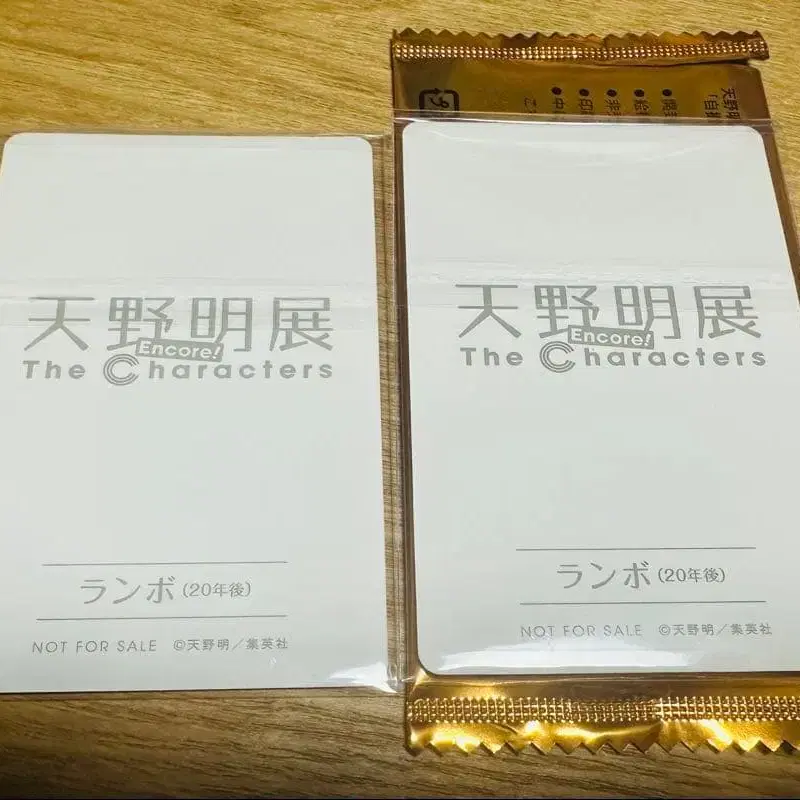 天野明展
Encore!
The Characters
ランボ(20年後)
NOT FOR SALE ©天野明/集英社
天野明展
Encore!
The Characters
ランボ(20年後)
NOT FOR SALE ©天野明/集英社